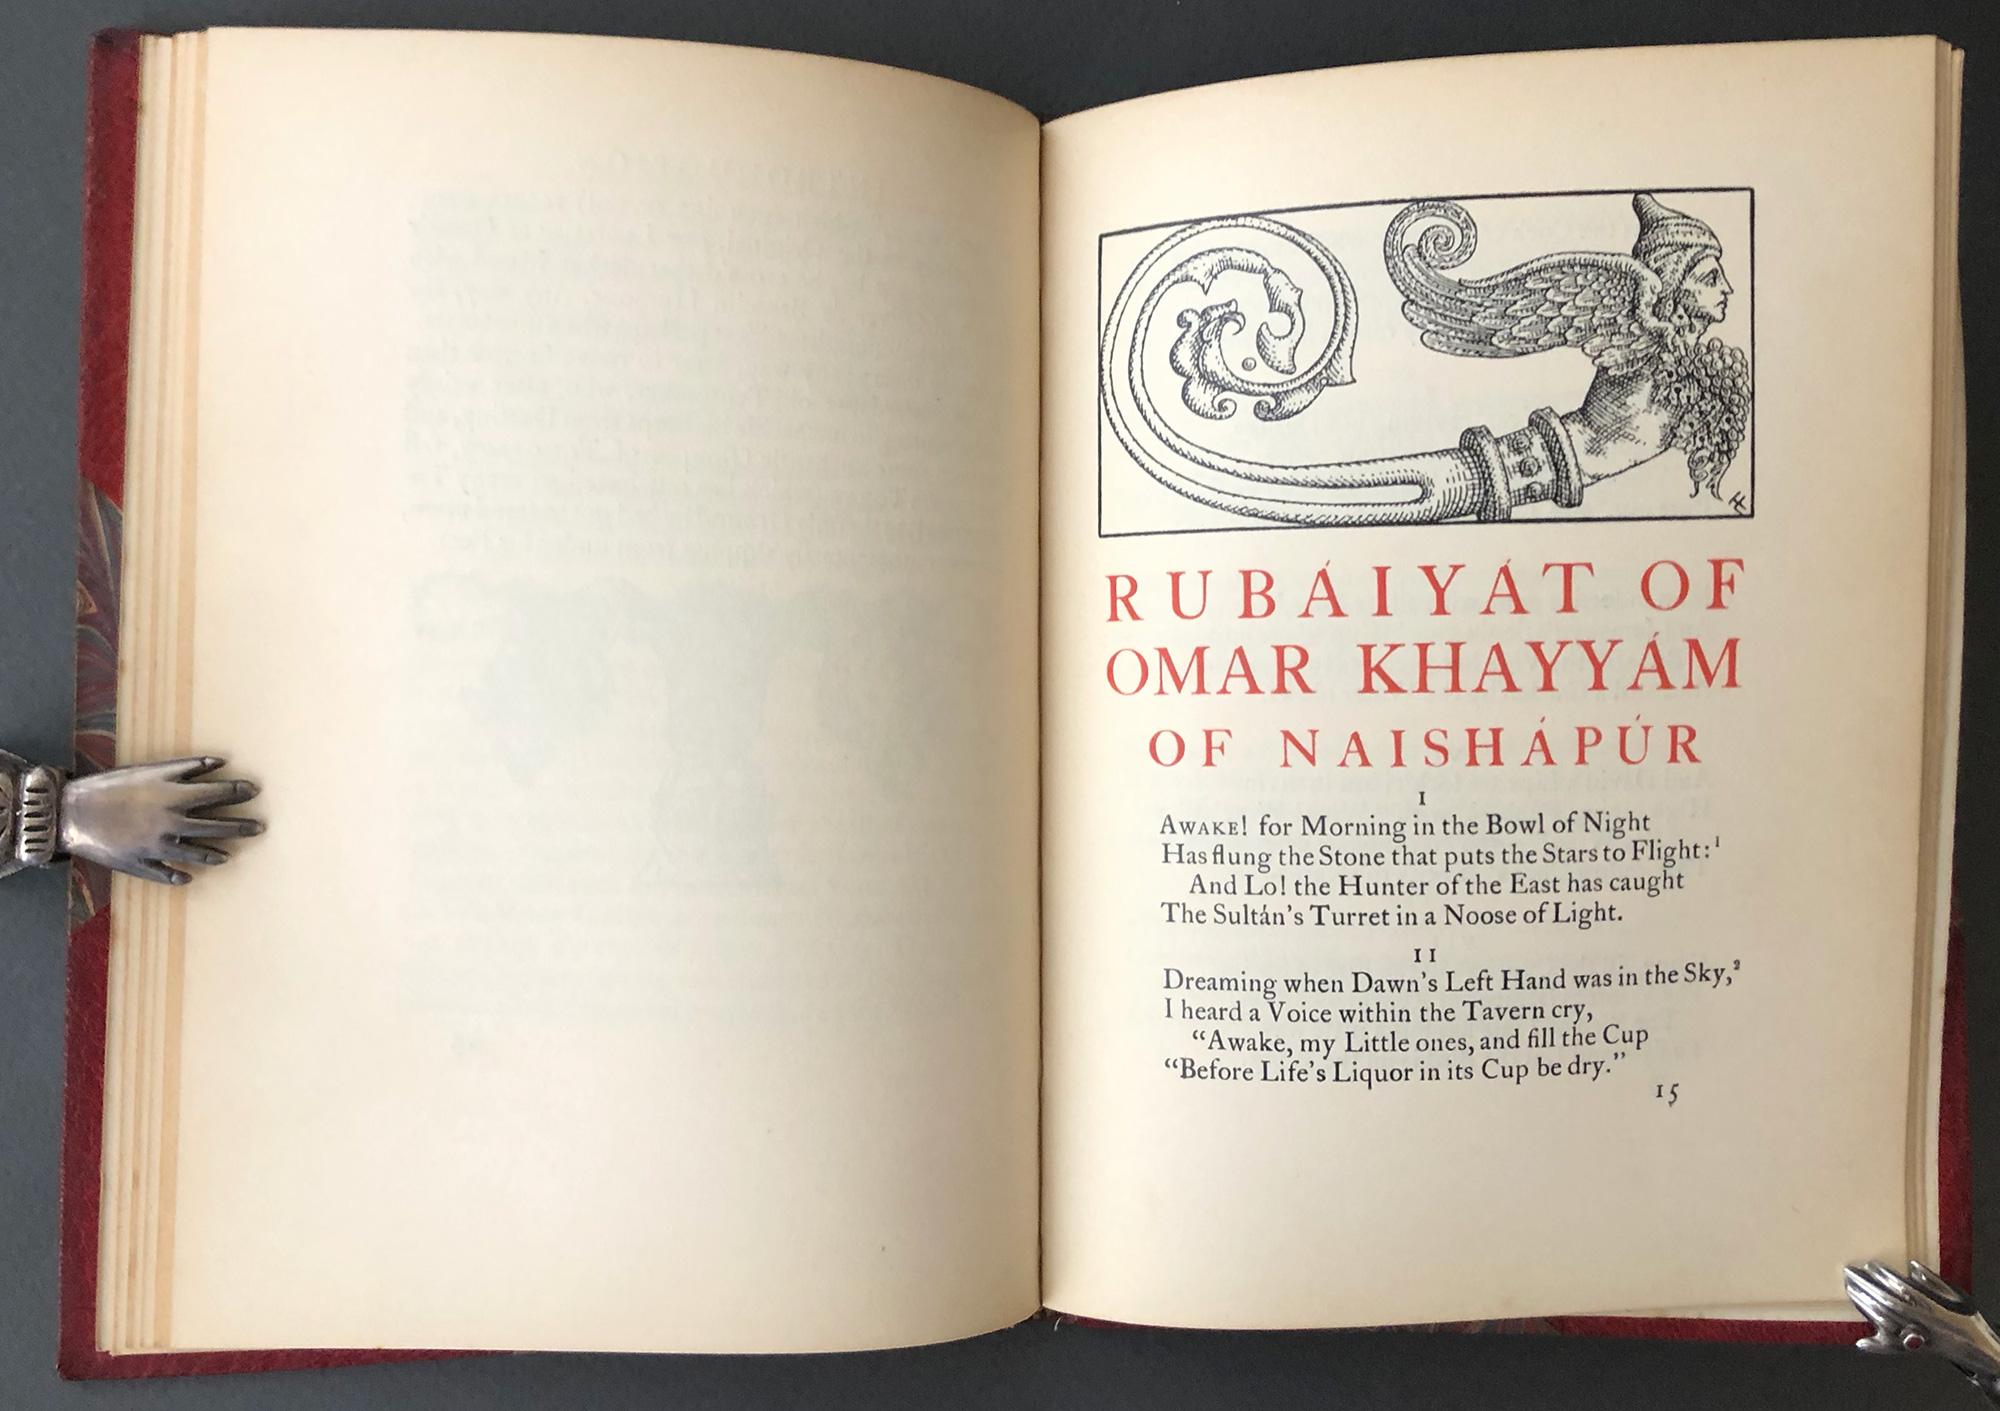 RUBÁIYÁT OF
OMAR KHAYYÁM
OF NAISHÁPÚR
I
AWAKE! for Morning in the Bowl of Night
Has flung the Stone that puts the Stars to Flight:¹
And Lo! the Hunter of the East has caught
The Sultán's Turret in a Noose of Light.
II
Dreaming when Dawn's Left Hand was in the Sky,²
I heard a Voice within the Tavern cry,
“Awake, my Little ones, and fill the Cup
“Before Life's Liquor in its Cup be dry.”
15